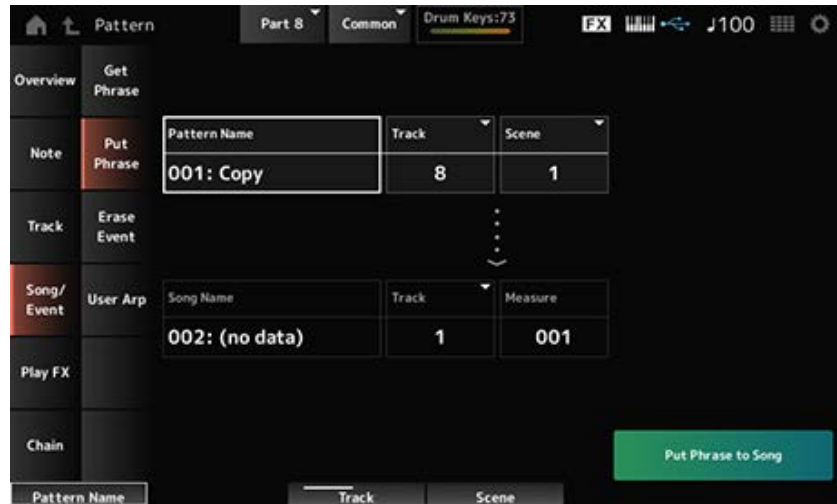 Pattern
Part 8
Common
Drum Keys:73
FX
♩100
Overview
Get
Phrase
Note
Put
Phrase
Pattern Name
Track
Scene
001: Copy
8
1
Track
Erase
Event
Song/
Event
User Arp
Song Name
Track
Measure
002: (no data)
1
001
Play FX
Chain
Put Phrase to Song
Pattern Name
Track
Scene